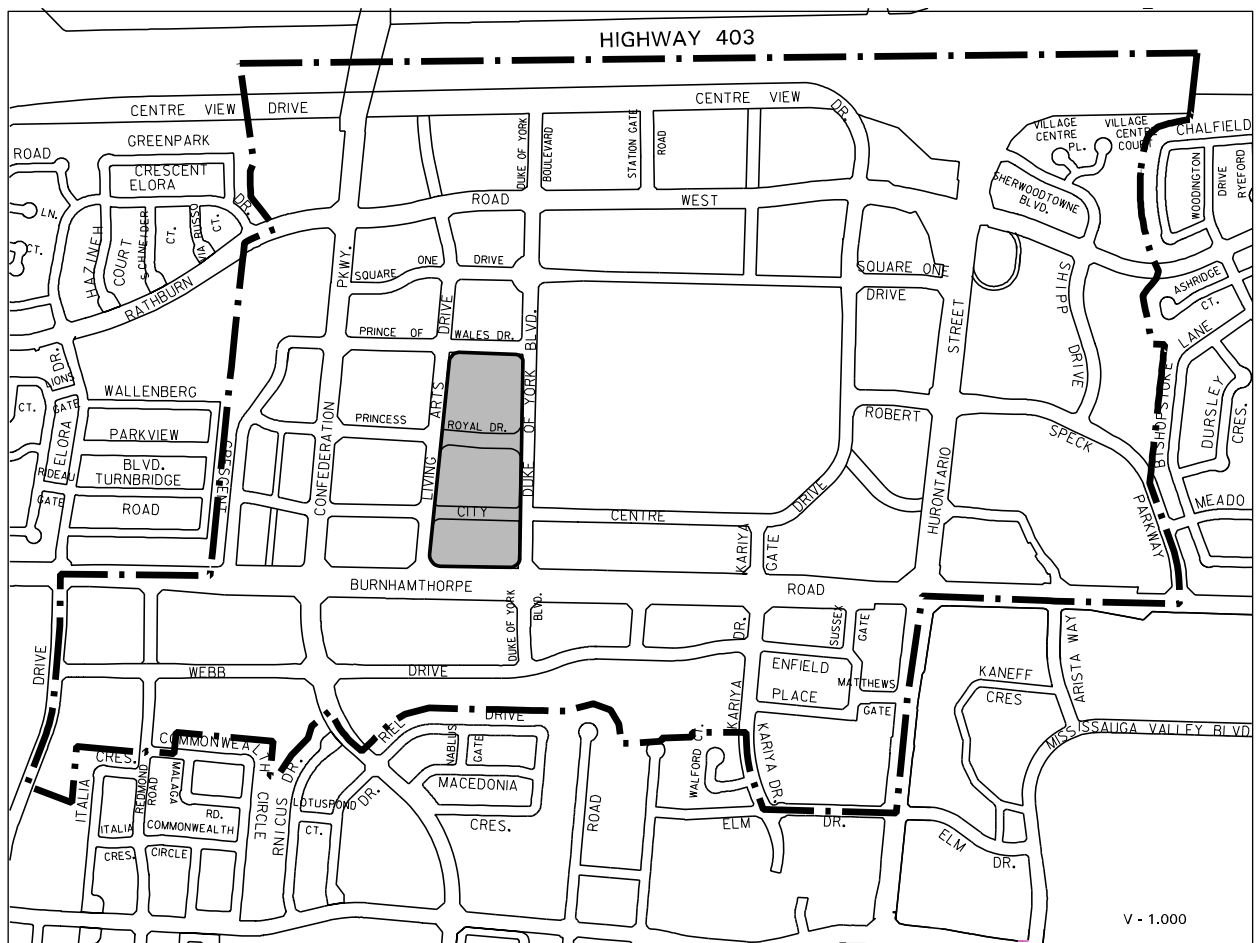 HIGHWAY 403
CENTRE VIEW DRIVE
CENTRE VIEW
DR.
GREENPARK
ROAD
CRESCENT
ELORA
DR.
LN.
CT.
HAZINEH
COURT
SCHNEIDER
CT.
VIA RUSSO
CT.
RATHBURN
ROAD
WEST
DUKE OF YORK
BOULEVARD
STATION GATE
ROAD
VILLAGE
CENTRE
PL.
VILLAGE
CENTRE
COURT
CHALFIELD
SHERWOODTOWNE
BLVD.
WOODINGTON
DRIVE
RYEFORD
PKWY.
SQUARE ONE DRIVE
SQUARE ONE
DRIVE
SHIPP
DRIVE
ASHRIDGE
CT.
LANE
DRIVE
PRINCE OF
WALES DR.
BLVD.
STREET
LIONS
GATE
DR.
WALLENBERG
CT.
ELORA
PARKVIEW
BLVD.
TURNBRIDGE
ROAD
RIDEAU
GATE
CRESCENT
CONFEDERATION
PRINCESS
ROYAL DR.
ARTS
LIVING
DUKE OF YORK
CITY
CENTRE
DRIVE
ROBERT
SPECK
PARKWAY
HURONTARIO
BISHOPSTOKE
DURSLEY
CRES.
MEADO
KARIYA
GATE
BURNHAMTHORPE
ROAD
DUKE OF YORK
BLVD.
DR.
SUSSEX
GATE
DRIVE
WEBB
DRIVE
ENFIELD
PLACE
MATTHEWS
GATE
KARIYA
KARIYA DR.
KANEFF
CRES
ARISTA WAY
MISSISSAUGA VALLEY BLVD.
RIEL
DRIVE
NABLUS
GATE
MACEDONIA
CRES.
COMMONWEALTH
CIRCLE
CRES.
ITALIA
REDMOND
ROAD
MALAGA
RD.
ITALIA
COMMONWEALTH
CRES.
CIRCLE
DR.
SUCINRI
LOTUSPOND
CT.
DR.
ROAD
WALFORD
CT.
ELM
DR.
ELM
DR.
V - 1.000